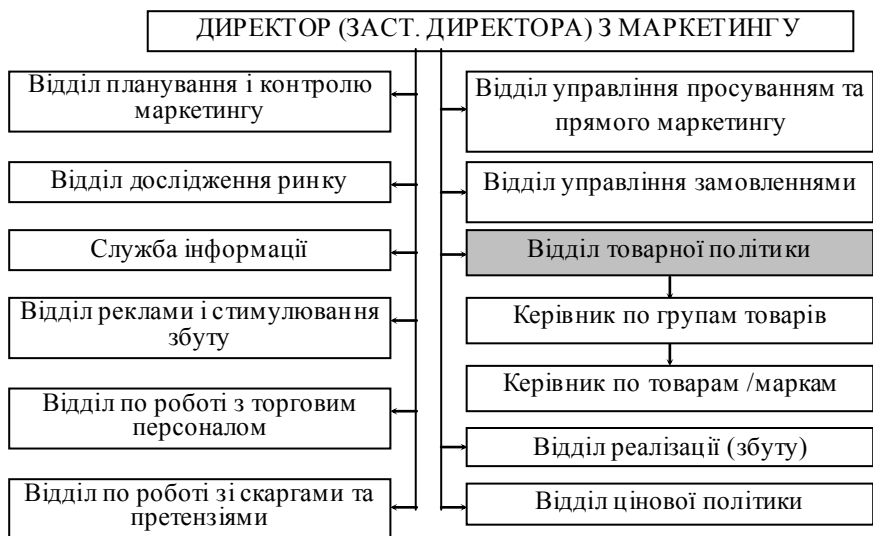 ДИРЕКТОР (ЗАСТ. ДИРЕКТОРА) З МАРКЕТИНГУ
Відділ планування і контролю
маркетингу
Відділ дослідження ринку
Служба інформації
Відділ реклами і стимулювання
збуту
Відділ по роботі з торговим
персоналом
Відділ по роботі зі скаргами та
претензіями
Відділ управління просуванням та
прямого маркетингу
Відділ управління замовленнями
Відділ товарної політики
Керівник по групам товарів
Керівник по товарам /маркам
Відділ реалізації (збуту)
Відділ цінової політики